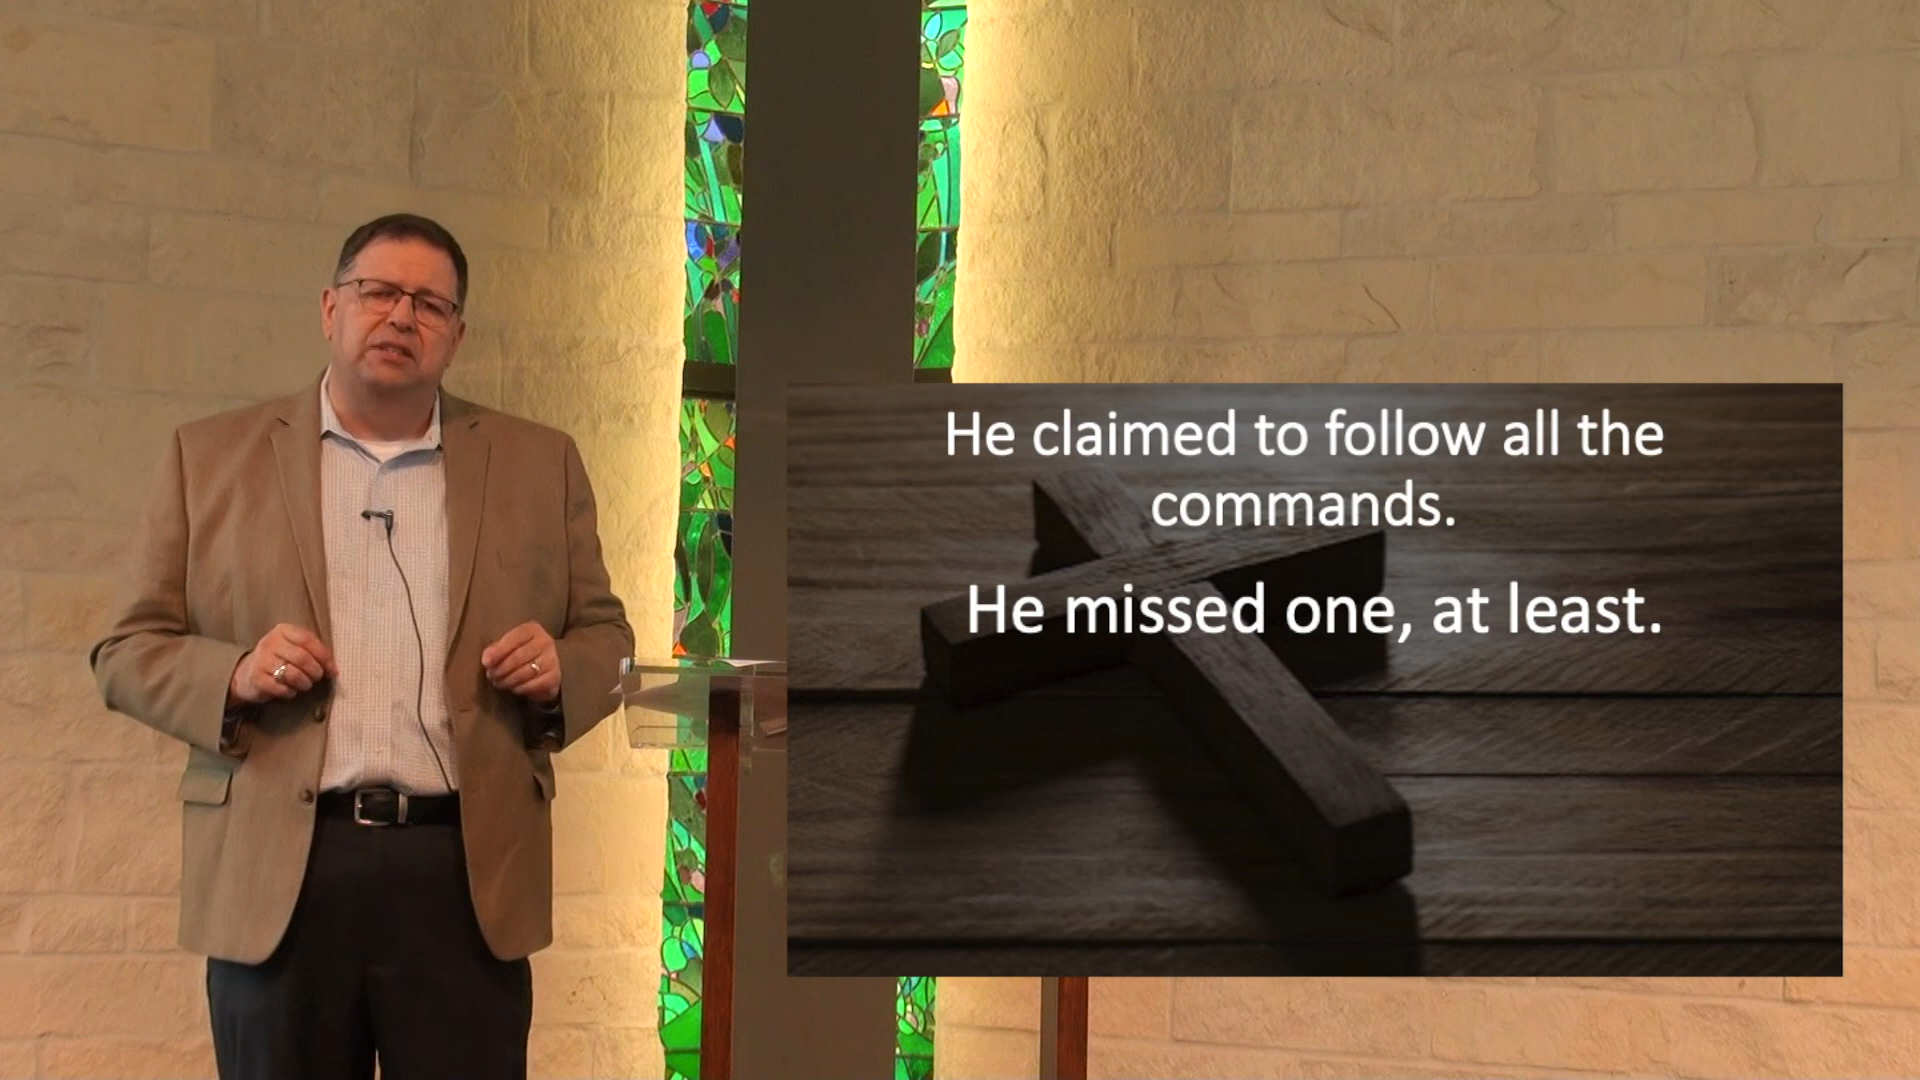 He claimed to follow all the
commands.
He missed one, at least.